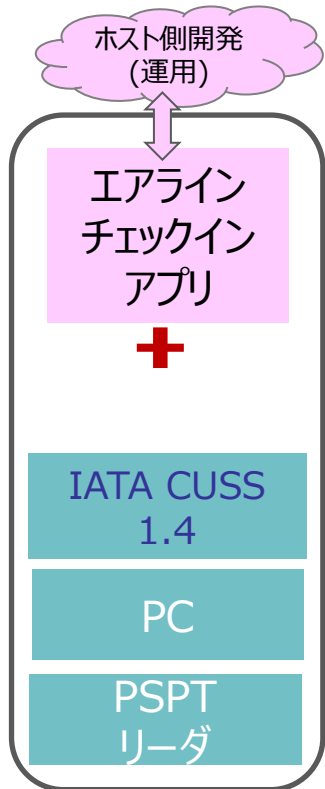 ホスト側開発
(運用)
エアライン
チェックイン
アプリ
IATA CUSS
1.4
PC
PSPT
リーダ